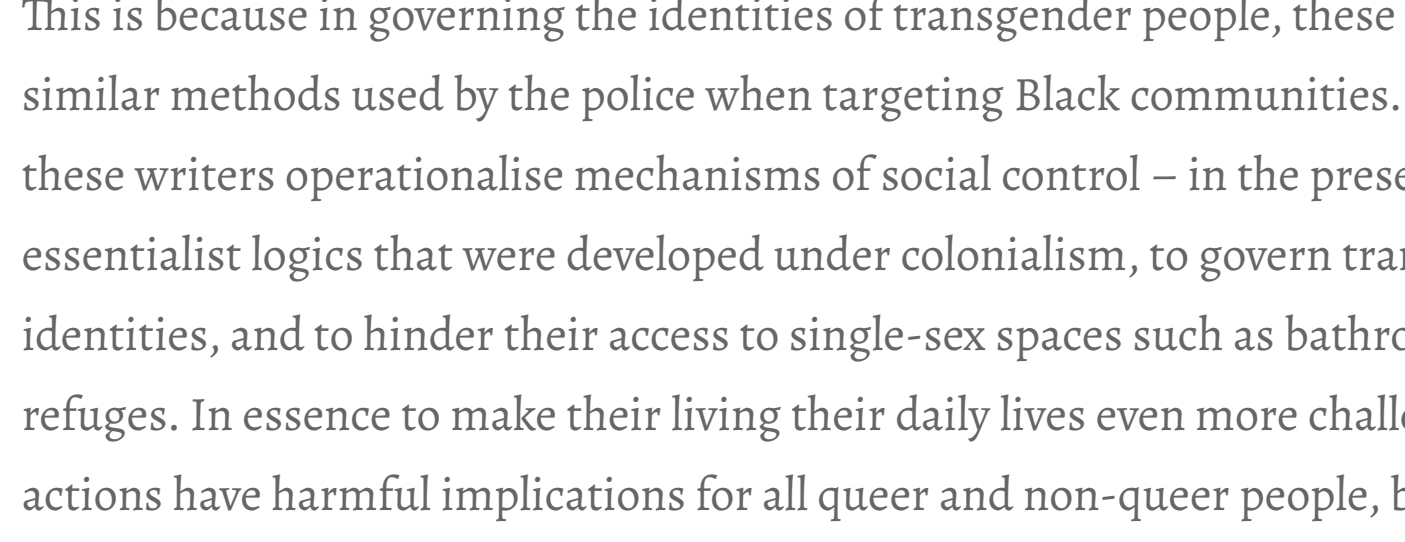 This is because in governing the identities of transgender people, these
similar methods used by the police when targeting Black communities.
these writers operationalise mechanisms of social control – in the
essentialist logics that were developed under colonialism, to govern
identities, and to hinder their access to single-sex spaces such as
refuges. In essence to make their living their daily lives even more
actions have harmful implications for all queer and non-queer people,